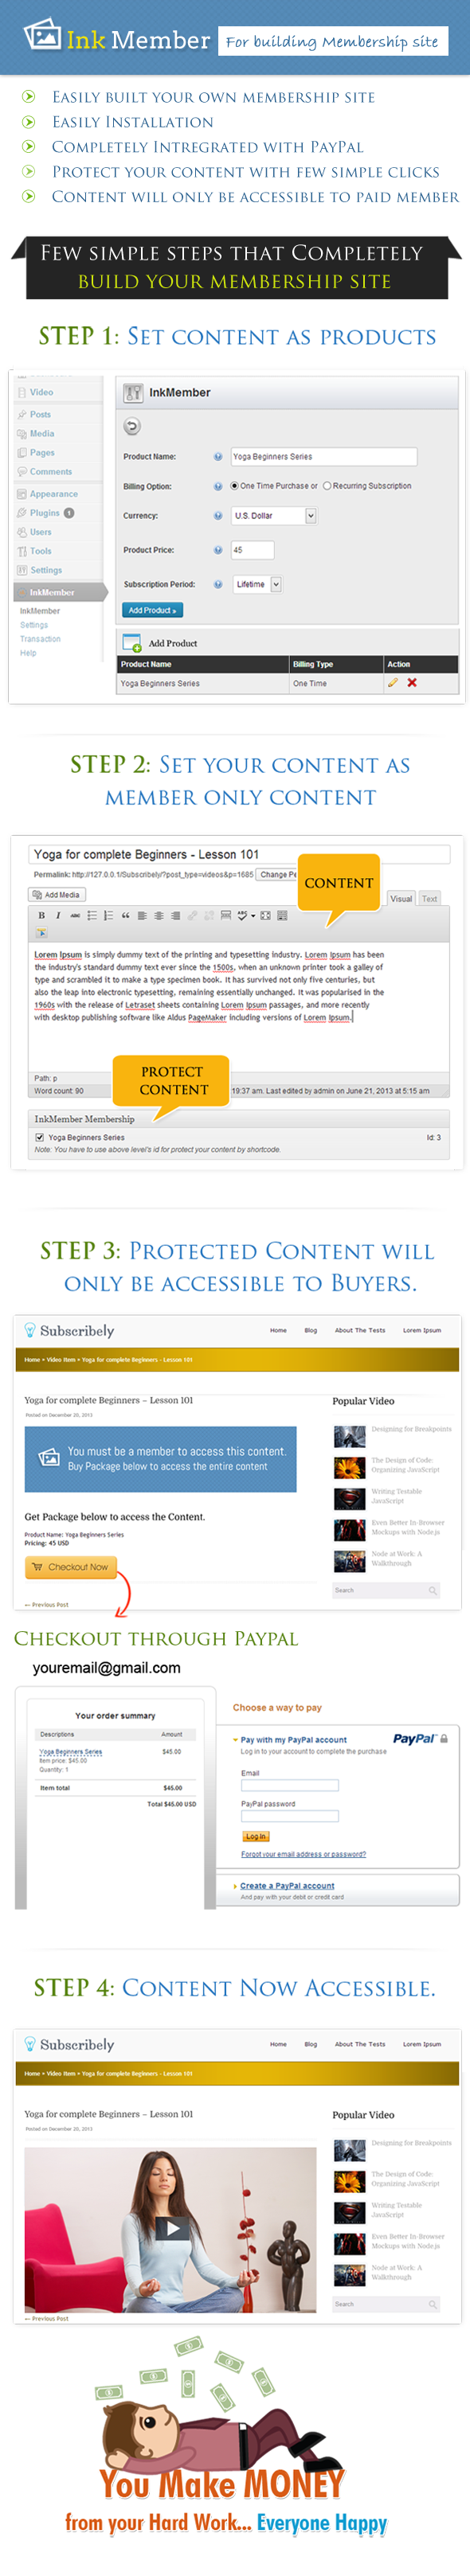 Ink Member For building Membership site
Easily built your own membership site
Easily Installation
Completely Intregrated with PayPal
Protect your content with few simple clicks
Content will only be accessible to paid member
Few simple steps that Completely
build your membership site
STEP 1: Set content as products
Video
Posts
Media
Pages
Comments
Appearance
Plugins 1
Users
Tools
Settings
InkMember
InkMember
Settings
Transaction
Help
InkMember
Product Name: Yoga Beginners Series
Billing Option: One Time Purchase or Recurring Subscription
Currency: U.S. Dollar
Product Price: 45
Subscription Period: Lifetime
Add Product »
Add Product
Product Name Billing Type Action
Yoga Beginners Series One Time
STEP 2: Set your content as
member only content
Yoga for complete Beginners - Lesson 101
Permalink: http://127.0.0.1/Subscribely/?post_type=videos&p=1685 Change Pe
CONTENT
Add Media
Visual Text
B I ABC
Lorem Ipsum is simply dummy text of the printing and typesetting industry. Lorem Ipsum has been
the industry's standard dummy text ever since the 1500s, when an unknown printer took a galley of
type and scrambled it to make a type specimen book. It has survived not only five centuries, but
also the leap into electronic typesetting, remaining essentially unchanged. It was popularised in the
1960s with the release of Letraset sheets containing Lorem Ipsum passages, and more recently
with desktop publishing software like Aldus PageMaker including versions of Lorem Ipsum.
PROTECT
CONTENT
Path: p
Word count: 90 19:37 am. Last edited by admin on June 21, 2013 at 5:15 am
InkMember Membership
Yoga Beginners Series Id: 3
Note: You have to use above level's id for protect your content by shortcode.
STEP 3: Protected Content will
only be accessible to Buyers.
Subscribely
Home Blog About The Tests Lorem Ipsum
Home » Video Item » Yoga for complete Beginners - Lesson 101
Yoga for complete Beginners – Lesson 101
Posted on December 20, 2013
You must be a member to access this content.
Buy Package below to access the entire content
Get Package below to access the Content.
Product Name: Yoga Beginners Series
Pricing: 45 USD
Checkout Now
← Previous Post
Popular Video
Designing for Breakpoints
The Design of Code:
Organizing JavaScript
Writing Testable
JavaScript
Even Better In-Browser
Mockups with Node.js
Node at Work: A
Walkthrough
Search
Checkout through Paypal
youremail@gmail.com
Your order summary
Descriptions Amount
Yoga Beginners Series $45.00
Item price: $45.00
Quantity: 1
Item total $45.00
Total $45.00 USD
Choose a way to pay
Pay with my PayPal account PayPal
Log in to your account to complete the purchase
Email
PayPal password
Log In
Forgot your email address or password?
Create a PayPal account
And pay with your debit or credit card
STEP 4: Content Now Accessible.
Subscribely
Home Blog About The Tests Lorem Ipsum
Home » Video Item » Yoga for complete Beginners - Lesson 101
Yoga for complete Beginners – Lesson 101
Posted on December 20, 2013
← Previous Post
Popular Video
Designing for Breakpoints
The Design of Code:
Organizing JavaScript
Writing Testable
JavaScript
Even Better In-Browser
Mockups with Node.js
Node at Work: A
Walkthrough
Search
You Make MONEY
from your Hard Work... Everyone Happy